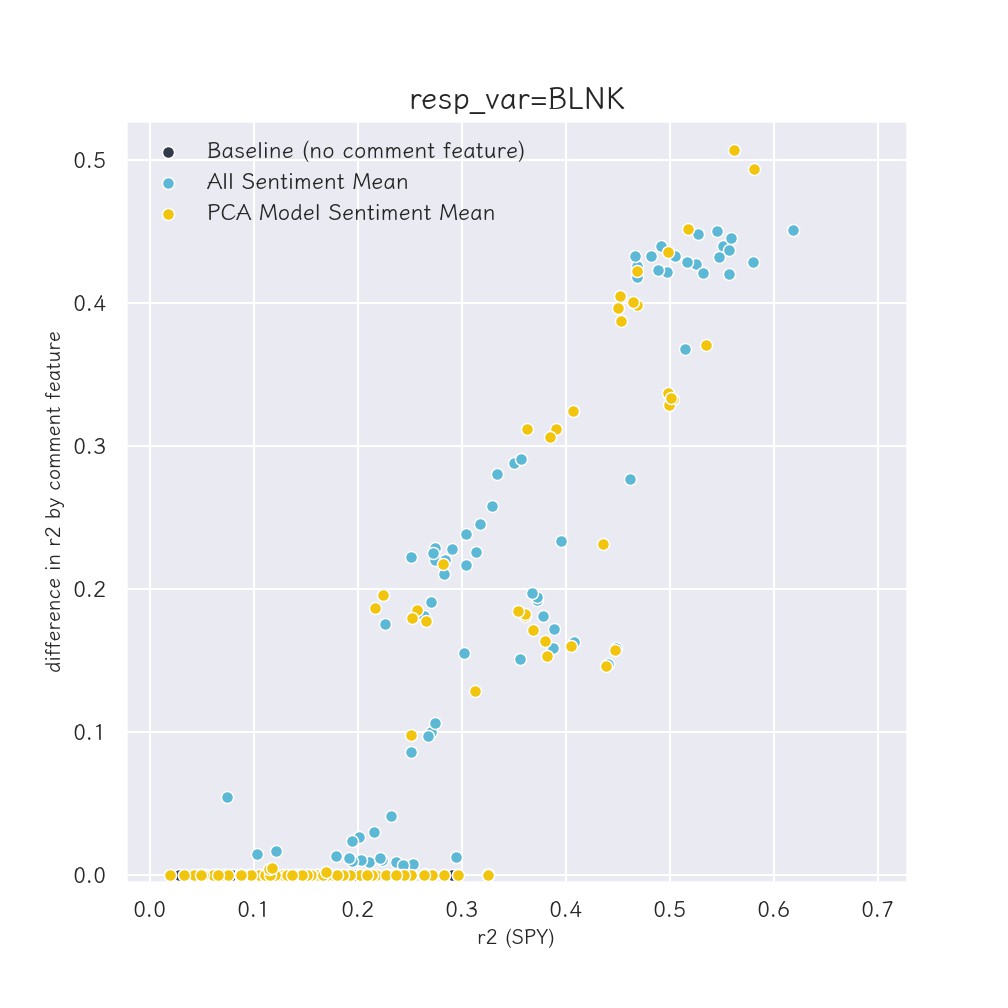 resp_var=BLNK
Baseline (no comment feature)
All Sentiment Mean
PCA Model Sentiment Mean
difference in r2 by comment feature
0.5
0.4
0.3
0.2
0.1
0.0
0.0 0.1 0.2 0.3 0.4 0.5 0.6 0.7
r2 (SPY)